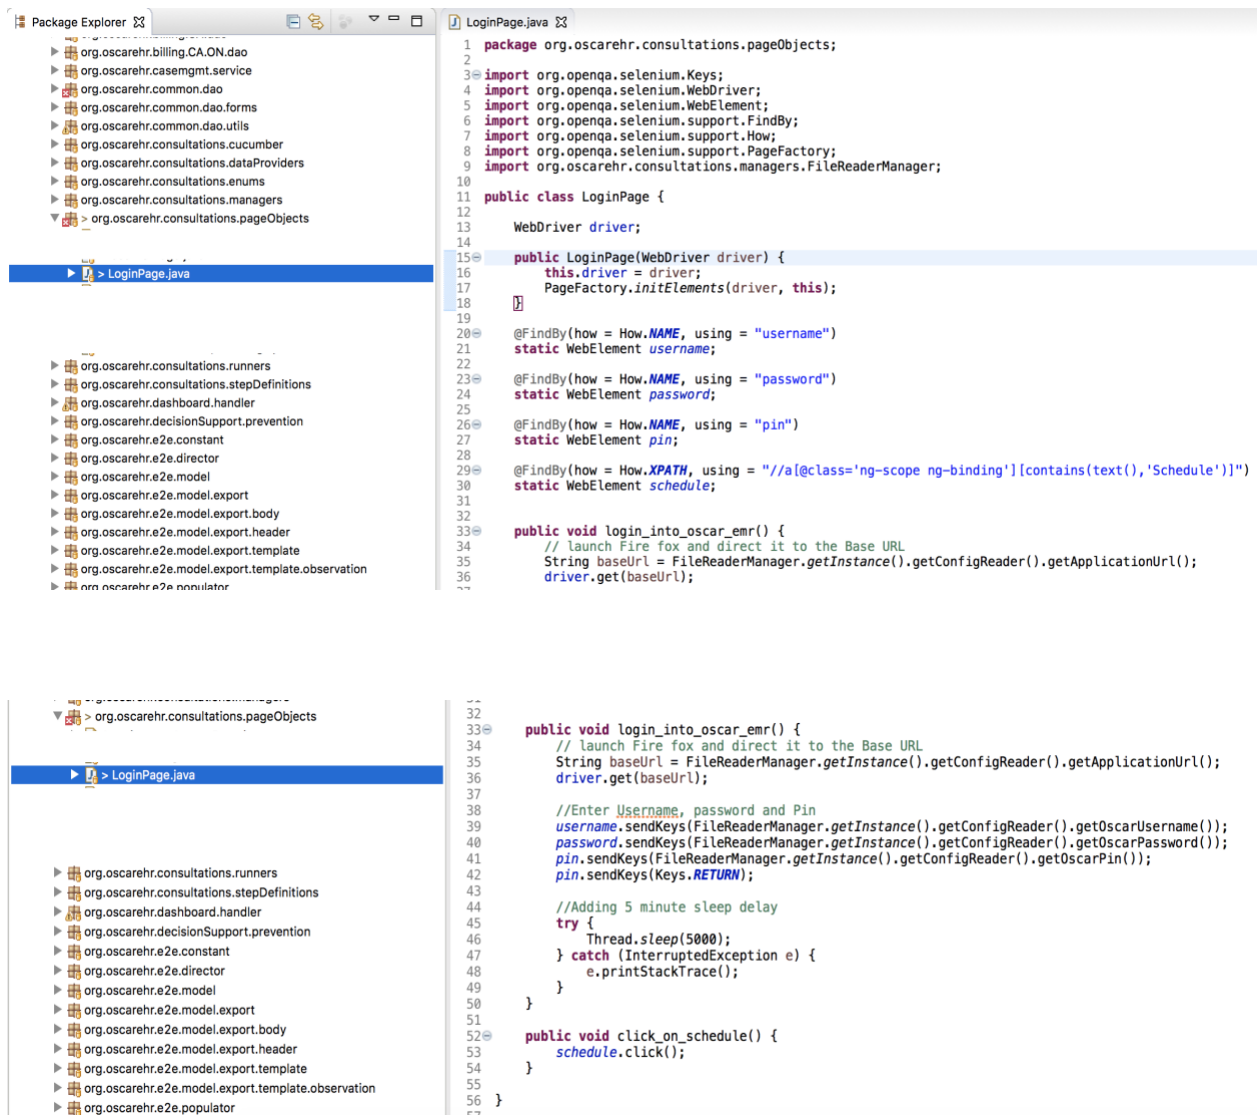 Package Explorer
org.oscarehr.billing.CA.ON.dao
org.oscarehr.casemgmt.service
org.oscarehr.common.dao
org.oscarehr.common.dao.forms
org.oscarehr.common.dao.utils
org.oscarehr.consultations.cucumber
org.oscarehr.consultations.dataProviders
org.oscarehr.consultations.enums
org.oscarehr.consultations.managers
> org.oscarehr.consultations.pageObjects
> LoginPage.java
org.oscarehr.consultations.runners
org.oscarehr.consultations.stepDefinitions
org.oscarehr.dashboard.handler
org.oscarehr.decisionSupport.prevention
org.oscarehr.e2e.constant
org.oscarehr.e2e.director
org.oscarehr.e2e.model
org.oscarehr.e2e.model.export
org.oscarehr.e2e.model.export.body
org.oscarehr.e2e.model.export.header
org.oscarehr.e2e.model.export.template
org.oscarehr.e2e.model.export.template.observation
org.oscarehr.e2e.populator
LoginPage.java
1 package org.oscarehr.consultations.pageObjects;
2
3 import org.openqa.selenium.Keys;
4 import org.openqa.selenium.WebDriver;
5 import org.openqa.selenium.WebElement;
6 import org.openqa.selenium.support.FindBy;
7 import org.openqa.selenium.support.How;
8 import org.openqa.selenium.support.PageFactory;
9 import org.oscarehr.consultations.managers.FileReaderManager;
10
11 public class LoginPage {
12
13 WebDriver driver;
14
15 public LoginPage(WebDriver driver) {
16 this.driver = driver;
17 PageFactory.initElements(driver, this);
18 }
19
20 @FindBy(how = How.NAME, using = "username")
21 static WebElement username;
22
23 @FindBy(how = How.NAME, using = "password")
24 static WebElement password;
25
26 @FindBy(how = How.NAME, using = "pin")
27 static WebElement pin;
28
29 @FindBy(how = How.XPATH, using = "//a[@class='ng-scope ng-binding'][contains(text(),'Schedule')]")
30 static WebElement schedule;
31
32
33 public void login_into_oscar_emr() {
34 // launch Fire fox and direct it to the Base URL
35 String baseUrl = FileReaderManager.getInstance().getConfigReader().getApplicationUrl();
36 driver.get(baseUrl);
> org.oscarehr.consultations.pageObjects
> LoginPage.java
org.oscarehr.consultations.runners
org.oscarehr.consultations.stepDefinitions
org.oscarehr.dashboard.handler
org.oscarehr.decisionSupport.prevention
org.oscarehr.e2e.constant
org.oscarehr.e2e.director
org.oscarehr.e2e.model
org.oscarehr.e2e.model.export
org.oscarehr.e2e.model.export.body
org.oscarehr.e2e.model.export.header
org.oscarehr.e2e.model.export.template
org.oscarehr.e2e.model.export.template.observation
org.oscarehr.e2e.populator
32
33 public void login_into_oscar_emr() {
34 // launch Fire fox and direct it to the Base URL
35 String baseUrl = FileReaderManager.getInstance().getConfigReader().getApplicationUrl();
36 driver.get(baseUrl);
37
38 //Enter Username, password and Pin
39 username.sendKeys(FileReaderManager.getInstance().getConfigReader().getOscarUsername());
40 password.sendKeys(FileReaderManager.getInstance().getConfigReader().getOscarPassword());
41 pin.sendKeys(FileReaderManager.getInstance().getConfigReader().getOscarPin());
42 pin.sendKeys(Keys.RETURN);
43
44 //Adding 5 minute sleep delay
45 try {
46 Thread.sleep(5000);
47 } catch (InterruptedException e) {
48 e.printStackTrace();
49 }
50 }
51
52 public void click_on_schedule() {
53 schedule.click();
54 }
55
56 }